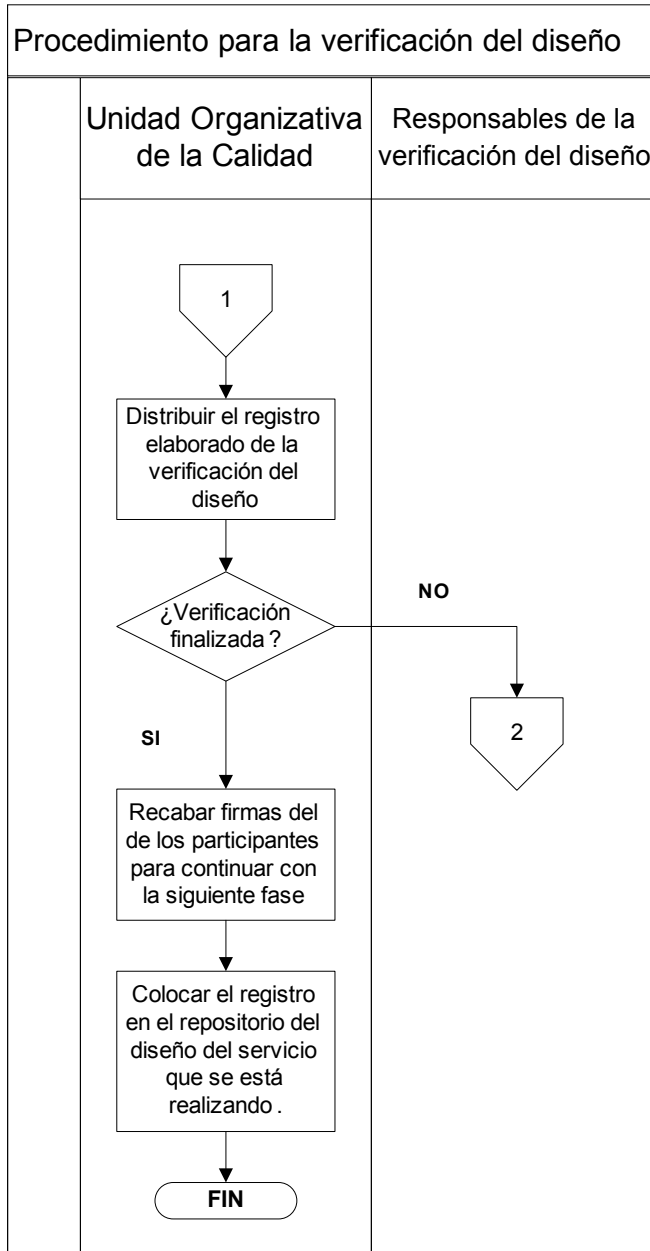 Procedimiento para la verificación del diseño
Unidad Organizativa
de la Calidad
Responsables de la
verificación del diseño
1
Distribuir el registro
elaborado de la
verificación del
diseño
¿Verificación
finalizada ?
NO
2
SI
Recabar firmas del
de los participantes
para continuar con
la siguiente fase
Colocar el registro
en el repositorio del
diseño del servicio
que se está
realizando .
FIN